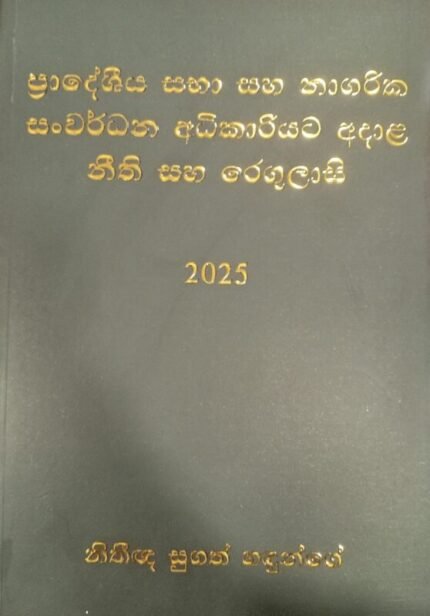 ප්‍රාදේශීය සභා සහ නාගරික
සංවර්ධන අධිකාරියට අදාළ
නීති සහ රෙගුලාසි
2025
නීතීඥ සුගත් හඳුන්ගේ